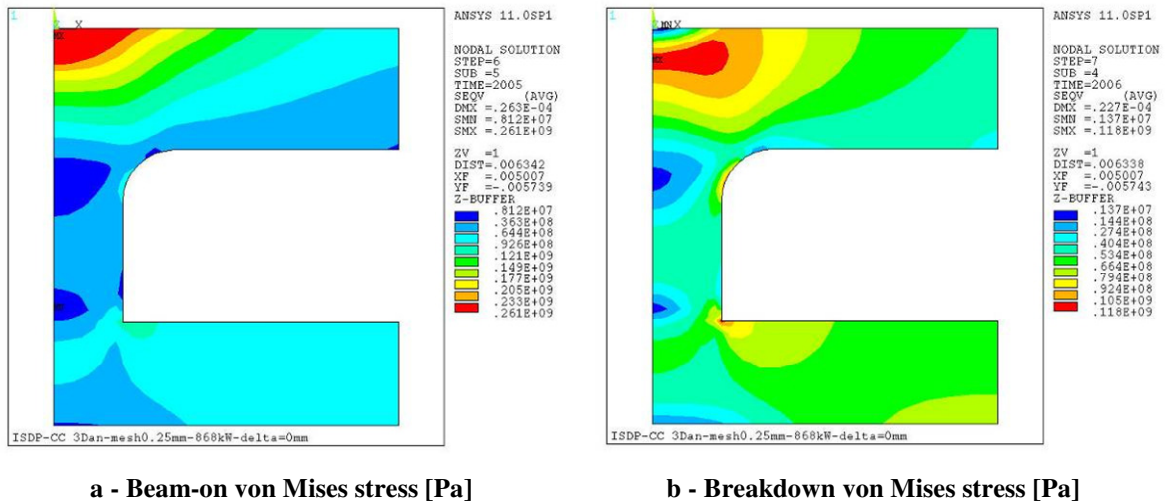 1
X
ANSYS 11.0SP1
NODAL SOLUTION
STEP=6
SUB =5
TIME=2005
SEQV (AVG)
DMX =.263E-04
SMN =.812E+07
SMX =.261E+09
ZV =1
DIST=.006342
XF =.005007
YF =-.005739
Z-BUFFER
.812E+07
.363E+08
.644E+08
.926E+08
.121E+09
.149E+09
.177E+09
.205E+09
.233E+09
.261E+09
ISDP-CC 3Dan-mesh0.25mm-868kW-delta=0mm
a - Beam-on von Mises stress [Pa]
1
X
ANSYS 11.0SP1
NODAL SOLUTION
STEP=7
SUB =4
TIME=2006
SEQV (AVG)
DMX =.227E-04
SMN =.137E+07
SMX =.118E+09
ZV =1
DIST=.006338
XF =.005007
YF =-.005743
Z-BUFFER
.137E+07
.144E+08
.274E+08
.404E+08
.534E+08
.664E+08
.794E+08
.924E+08
.105E+09
.118E+09
ISDP-CC 3Dan-mesh0.25mm-868kW-delta=0mm
b - Breakdown von Mises stress [Pa]